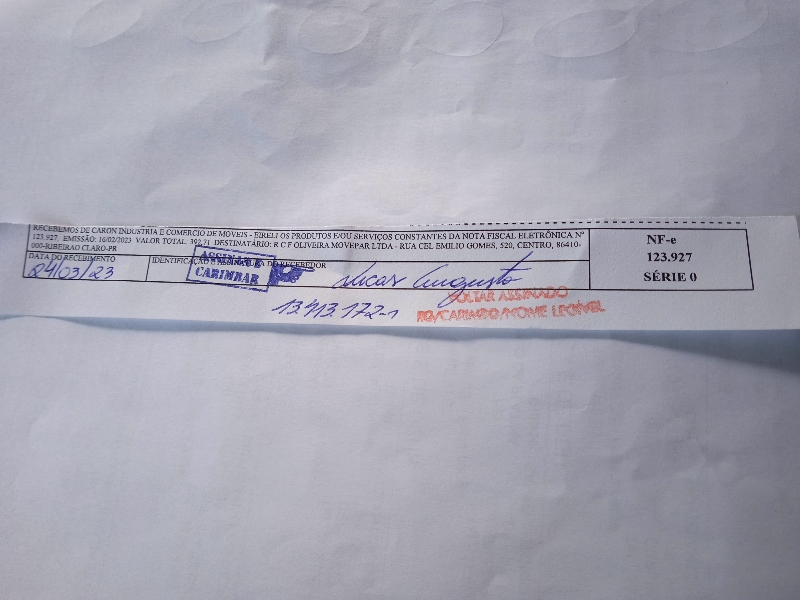 RECEBEMOS DE CARON INDUSTRIA E COMERCIO DE MOVEIS - EIRELI OS PRODUTOS E/OU SERVIÇOS CONSTANTES DA NOTA FISCAL ELETRÔNICA Nº
123.927, EMISSÃO: 16/02/2023 VALOR TOTAL: 392,71 DESTINATÁRIO: R C F OLIVEIRA MOVEPAR LTDA - RUA CEL EMILIO GOMES, 520, CENTRO, 86410-
000-RIBEIRAO CLARO-PR
DATA DO RECEBIMENTO
24/03/23
IDENTIFICAÇÃO E ASSINATURA DO RECEBEDOR
ASSINAR E
CARIMBAR
Lucas Augusto
13.913.172-1
VOLTAR ASSINADO
RG/CARIMBO/NOME LEGÍVEL
NF-e
123.927
SÉRIE 0